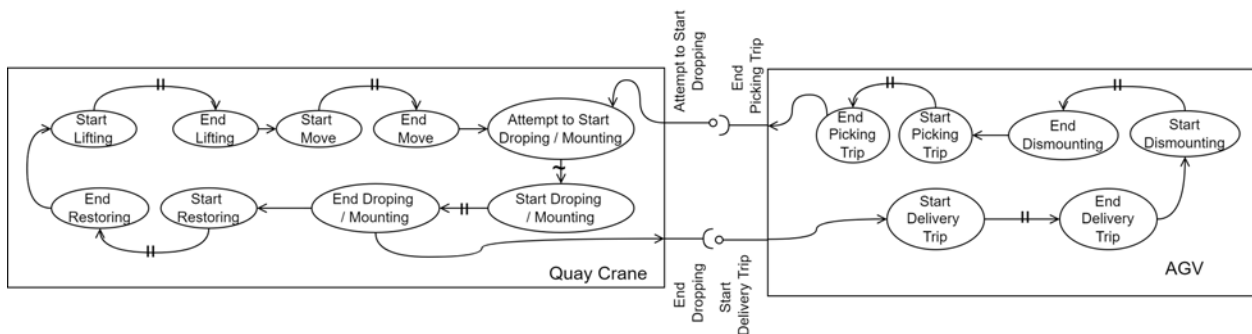 Start
Lifting
End
Lifting
Start
Move
End
Move
Attempt to Start
Droping / Mounting
End
Restoring
Start
Restoring
End Droping
/ Mounting
Start Droping
/ Mounting
Quay Crane
Attempt to Start
Dropping
End
Picking Trip
End
Dropping
Start
Delivery Trip
End
Picking
Trip
Start
Picking
Trip
End
Dismounting
Start
Dismounting
Start
Delivery
Trip
End
Delivery
Trip
AGV